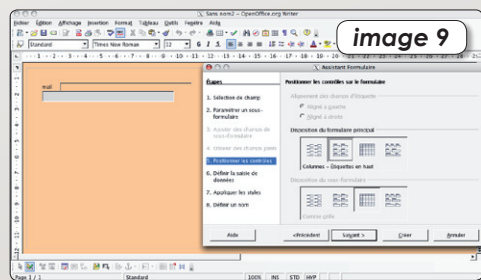 Sans nom2 - OpenOffice.org Writer
Fichier Edition Affichage Insertion Format Tableau Outils Fenêtre Aide
Standard Times New Roman 12 G I S
image 9
mail
Assistant Formulaire
Étapes
1. Sélection de champ
2. Paramétrer un sous-formulaire
3. Ajouter des champs de sous-formulaire
4. Utiliser des champs joints
5. Positionner les contrôles
6. Définir la saisie de données
7. Appliquer les styles
8. Définir un nom
Positionner les contrôles sur le formulaire
Alignement des champs d'étiquette
Aligné à gauche
Aligné à droite
Disposition du formulaire principal
Colonnes - Étiquettes en haut
Disposition du sous-formulaire
Comme grille
Aide
<Précédent
Suivant >
Créer
Annuler
Page 1 / 1 Standard 100% INS STD HYP